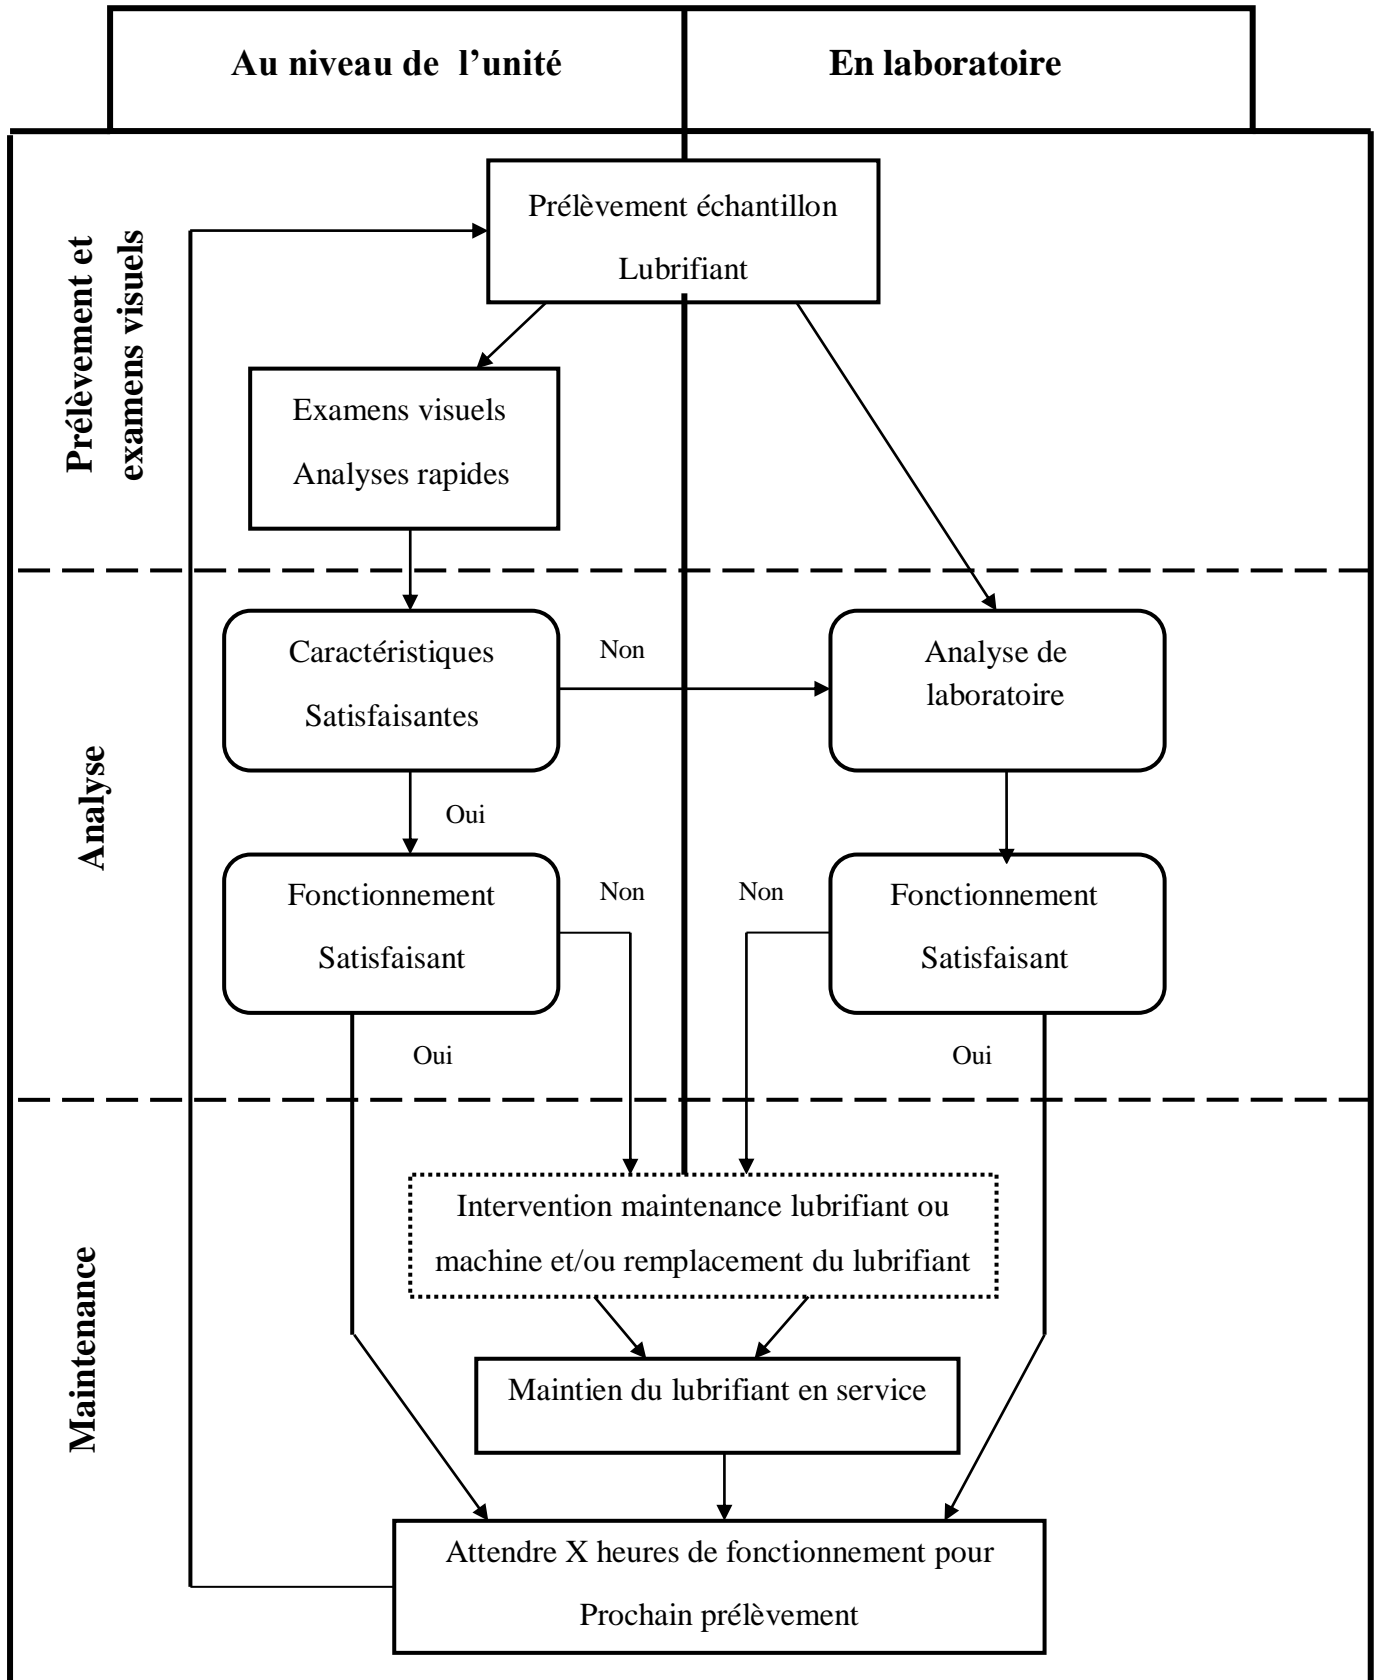 Au niveau de l’unité
En laboratoire
Prélèvement et
examens visuels
Prélèvement échantillon
Lubrifiant
Examens visuels
Analyses rapides
Analyse
Caractéristiques
Satisfaisantes
Non
Analyse de
laboratoire
Oui
Fonctionnement
Satisfaisant
Non
Non
Fonctionnement
Satisfaisant
Oui
Oui
Maintenance
Intervention maintenance lubrifiant ou
machine et/ou remplacement du lubrifiant
Maintien du lubrifiant en service
Attendre X heures de fonctionnement pour
Prochain prélèvement